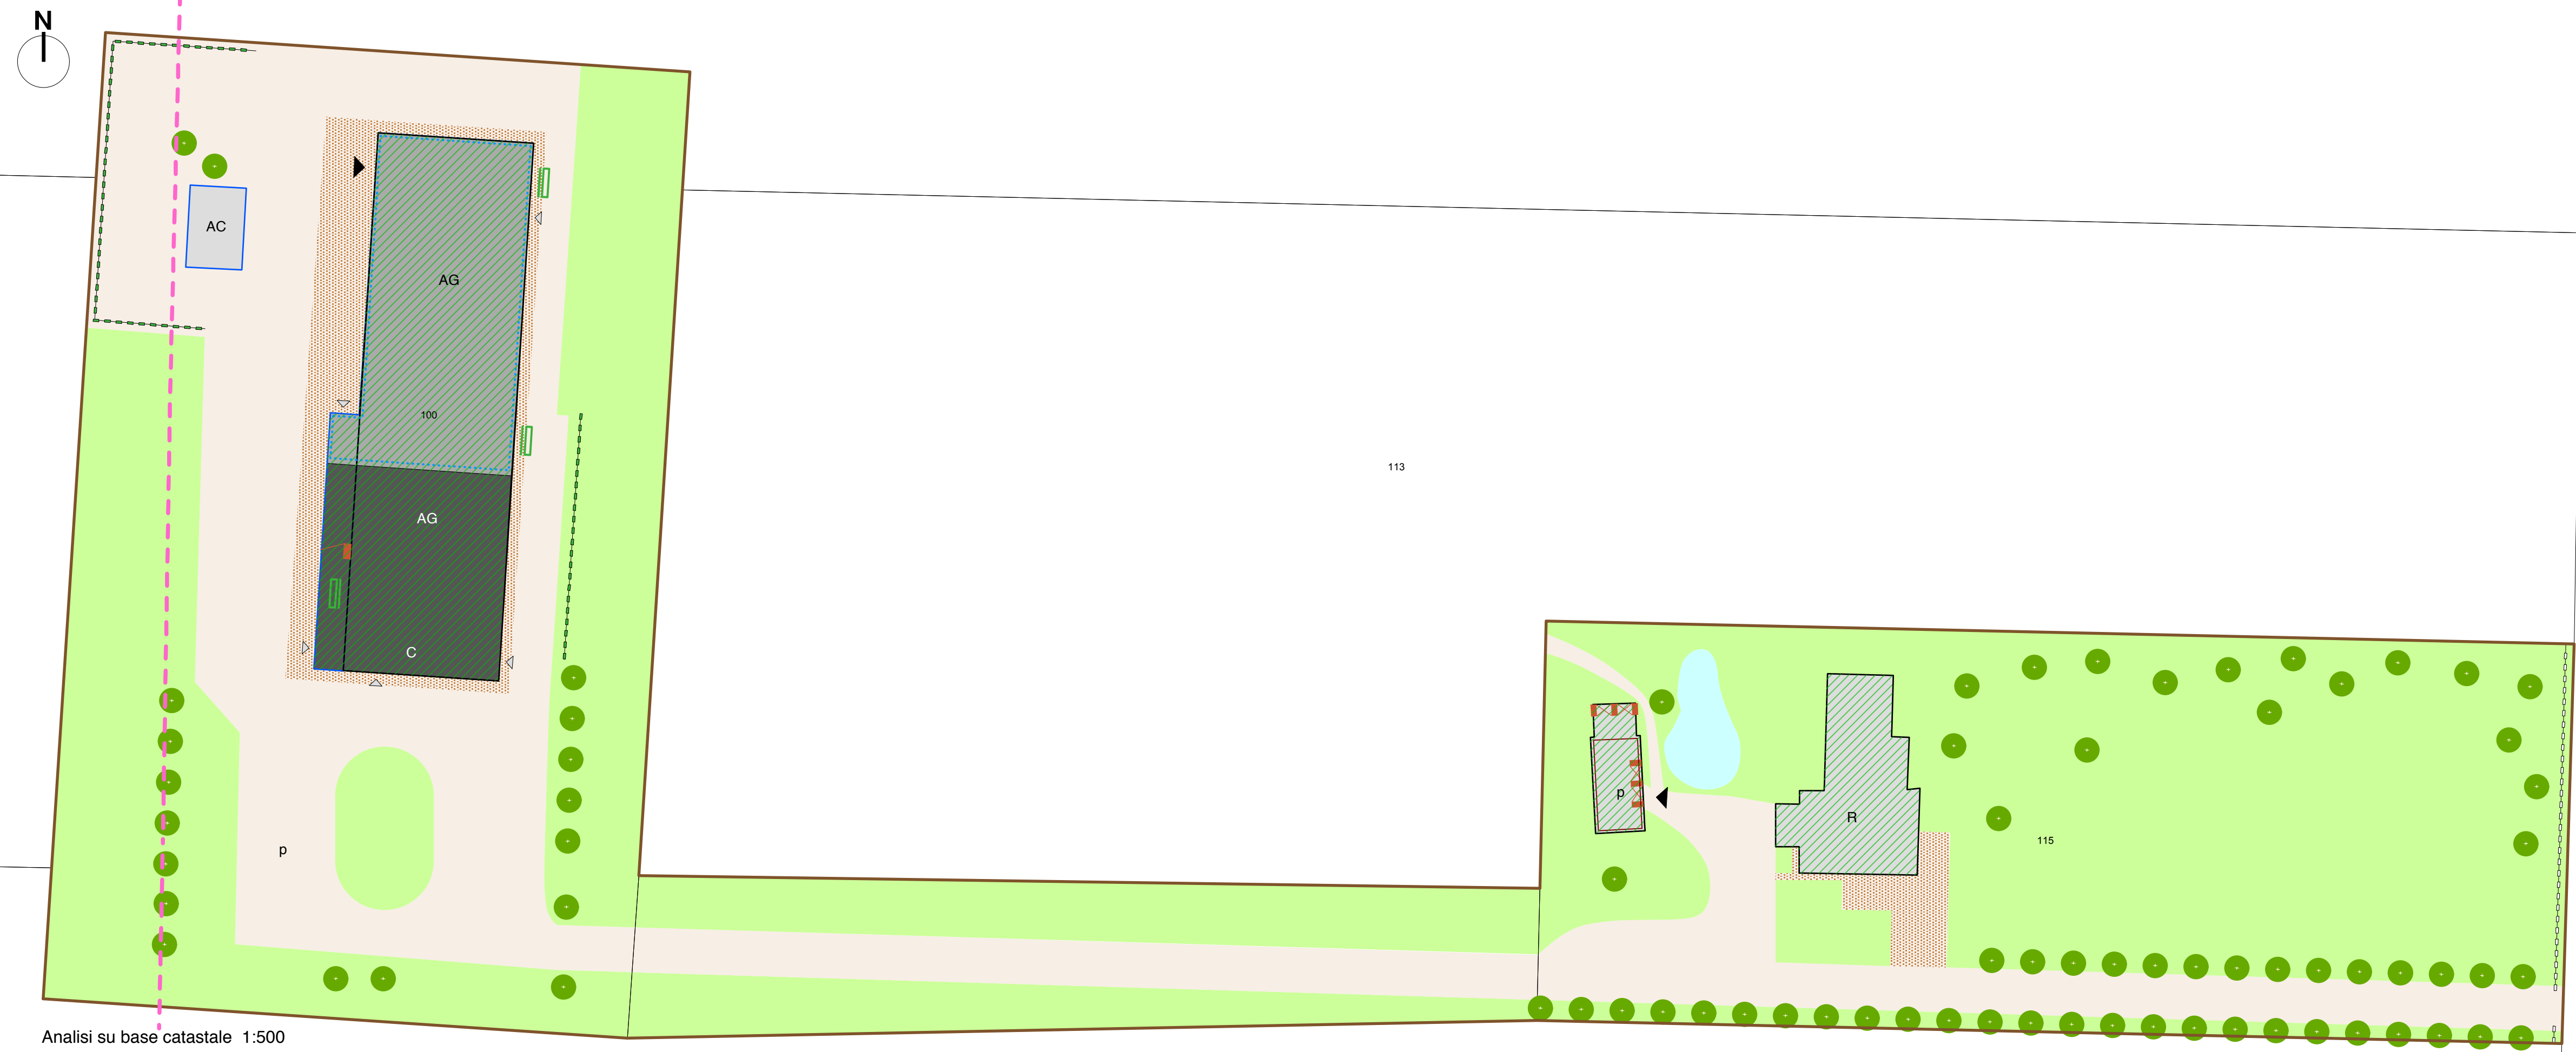 N
AC
AG
100
AG
113
C
p
R
115
p
Analisi su base catastale 1:500